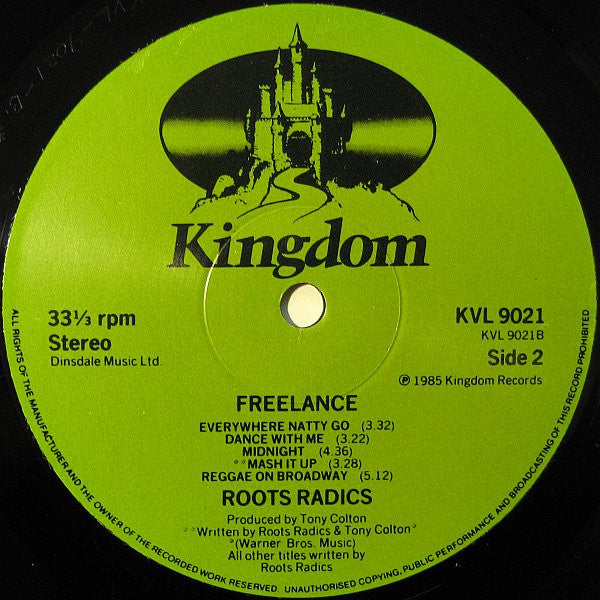 Kingdom
33⅓ rpm
Stereo
Dinsdale Music Ltd.
KVL 9021
KVL 9021B
Side 2
℗ 1985 Kingdom Records
FREELANCE
EVERYWHERE NATTY GO (3.32)
DANCE WITH ME (3.22)
MIDNIGHT (4.36)
**MASH IT UP (3.28)
REGGAE ON BROADWAY (5.12)
ROOTS RADICS
Produced by Tony Colton
**Written by Roots Radics & Tony Colton*
*(Warner Bros. Music)
All other titles written by
Roots Radics
ALL RIGHTS OF THE MANUFACTURER AND THE OWNER OF THE RECORDED WORK RESERVED. UNAUTHORISED COPYING, PUBLIC PERFORMANCE AND BROADCASTING OF THIS RECORD PROHIBITED